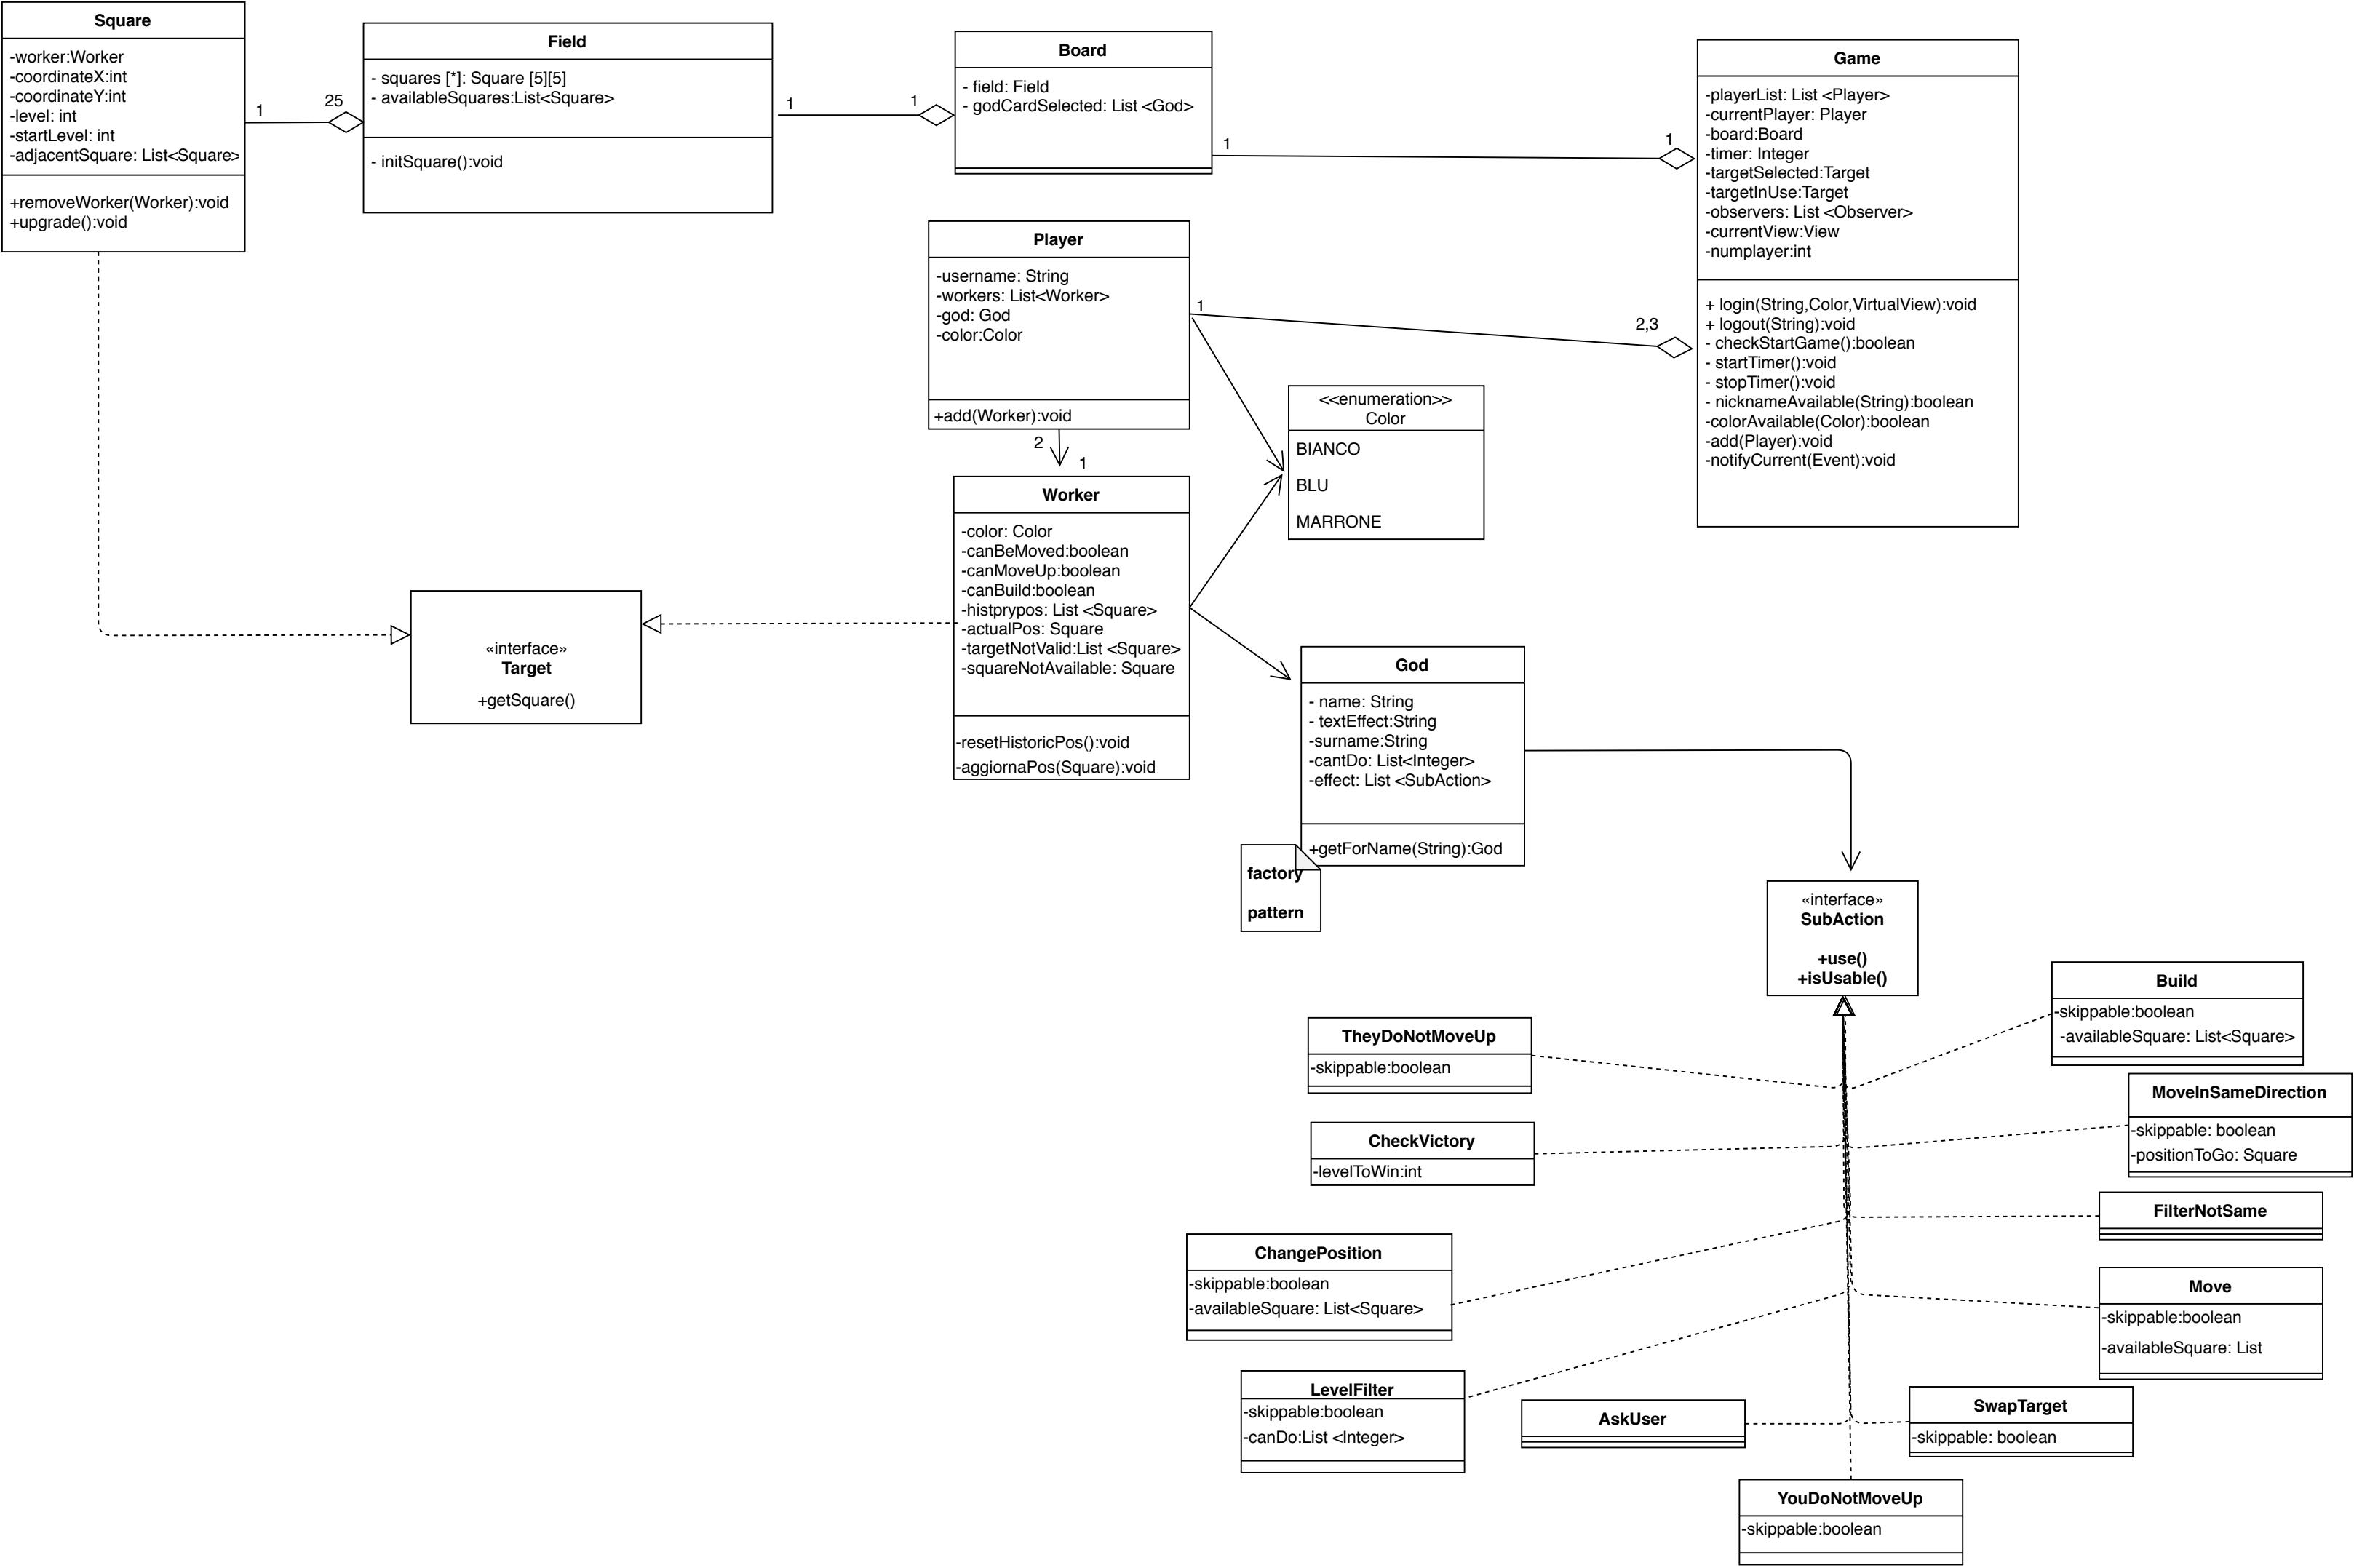 Square
-worker:Worker
-coordinateX:int
-coordinateY:int
-level: int
-startLevel: int
-adjacentSquare: List<Square>
+removeWorker(Worker):void
+upgrade():void
1
25
Field
- squares [*]: Square [5][5]
- availableSquares:List<Square>
- initSquare():void
1
1
Board
- field: Field
- godCardSelected: List <God>
1
1
Game
-playerList: List <Player>
-currentPlayer: Player
-board:Board
-timer: Integer
-targetSelected:Target
-targetInUse:Target
-observers: List <Observer>
-currentView:View
-numplayer:int
+ login(String,Color,VirtualView):void
+ logout(String):void
- checkStartGame():boolean
- startTimer():void
- stopTimer():void
- nicknameAvailable(String):boolean
-colorAvailable(Color):boolean
-add(Player):void
-notifyCurrent(Event):void
Player
-username: String
-workers: List<Worker>
-god: God
-color:Color
+add(Worker):void
1
2,3
2
1
<<enumeration>>
Color
BIANCO
BLU
MARRONE
Worker
-color: Color
-canBeMoved:boolean
-canMoveUp:boolean
-canBuild:boolean
-histprypos: List <Square>
-actualPos: Square
-targetNotValid:List <Square>
-squareNotAvailable: Square
-resetHistoricPos():void
-aggiornaPos(Square):void
«interface»
Target
+getSquare()
God
- name: String
- textEffect:String
-surname:String
-cantDo: List<Integer>
-effect: List <SubAction>
+getForName(String):God
factory
pattern
«interface»
SubAction
+use()
+isUsable()
Build
-skippable:boolean
-availableSquare: List<Square>
TheyDoNotMoveUp
-skippable:boolean
MoveInSameDirection
-skippable: boolean
-positionToGo: Square
CheckVictory
-levelToWin:int
FilterNotSame
ChangePosition
-skippable:boolean
-availableSquare: List<Square>
Move
-skippable:boolean
-availableSquare: List
LevelFilter
-skippable:boolean
-canDo:List <Integer>
AskUser
SwapTarget
-skippable: boolean
YouDoNotMoveUp
-skippable:boolean